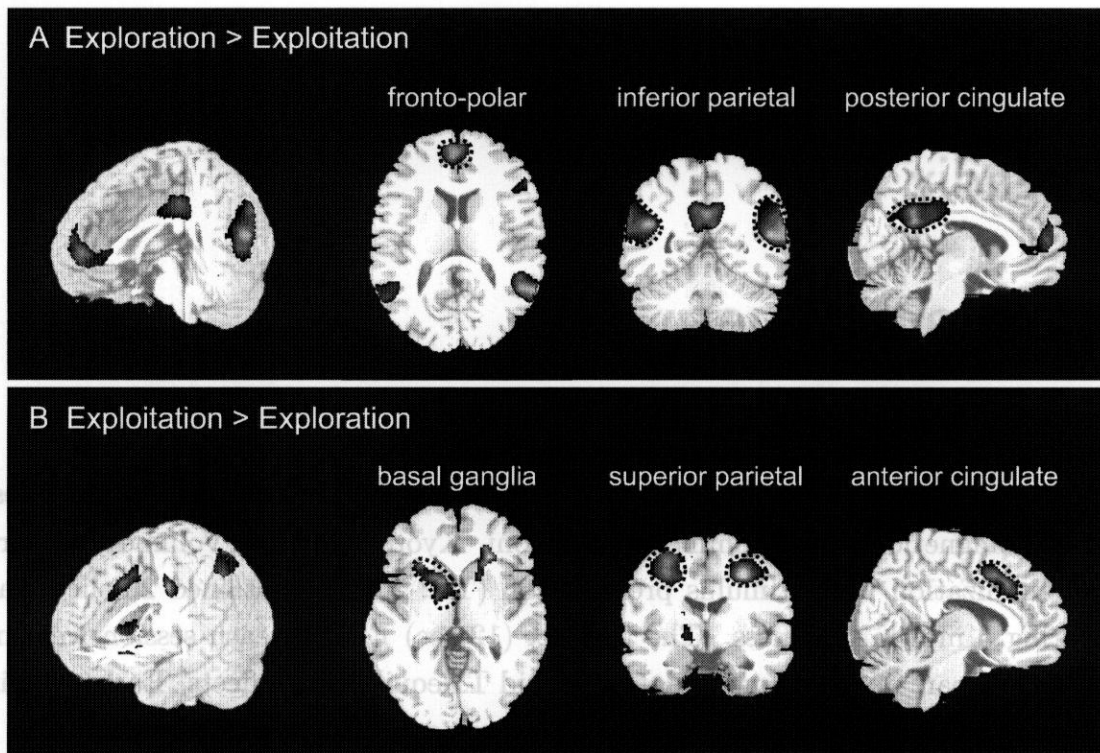 A Exploration > Exploitation
fronto-polar inferior parietal posterior cingulate
B Exploitation > Exploration
basal ganglia superior parietal anterior cingulate